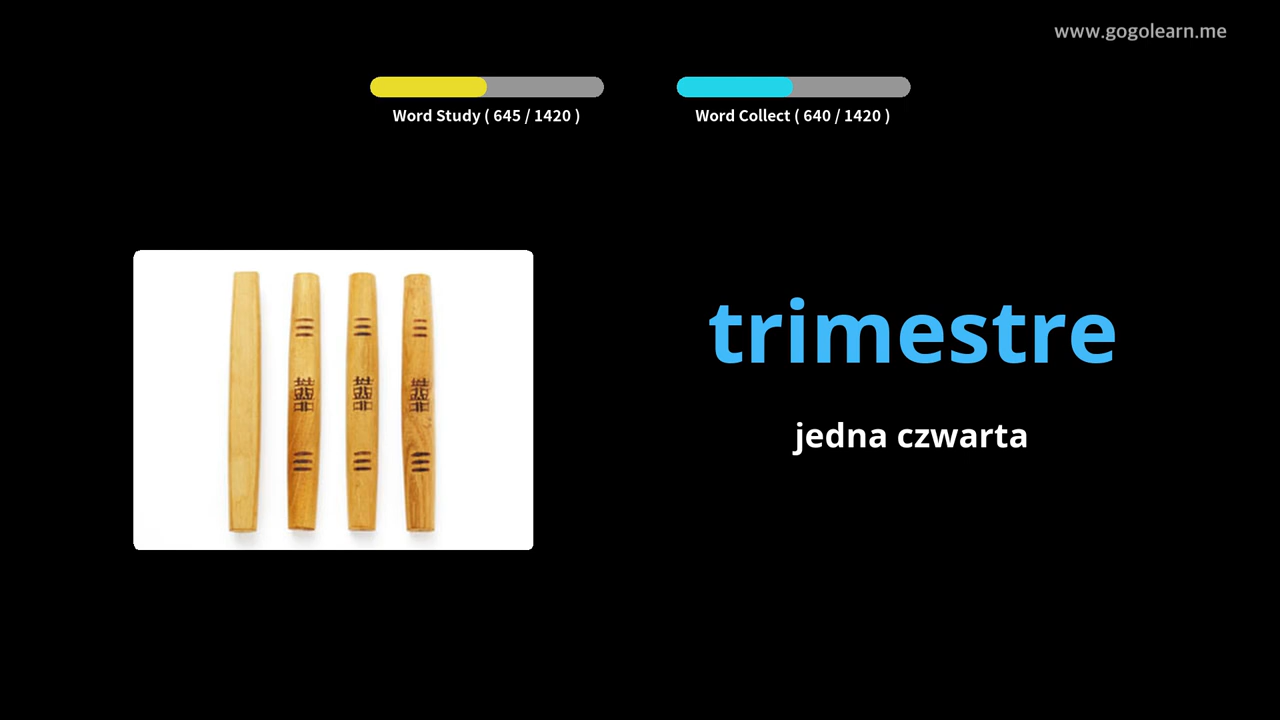 www.gogolearn.me
Word Study ( 645 / 1420 )
Word Collect ( 640 / 1420 )
trimestre
jedna czwarta